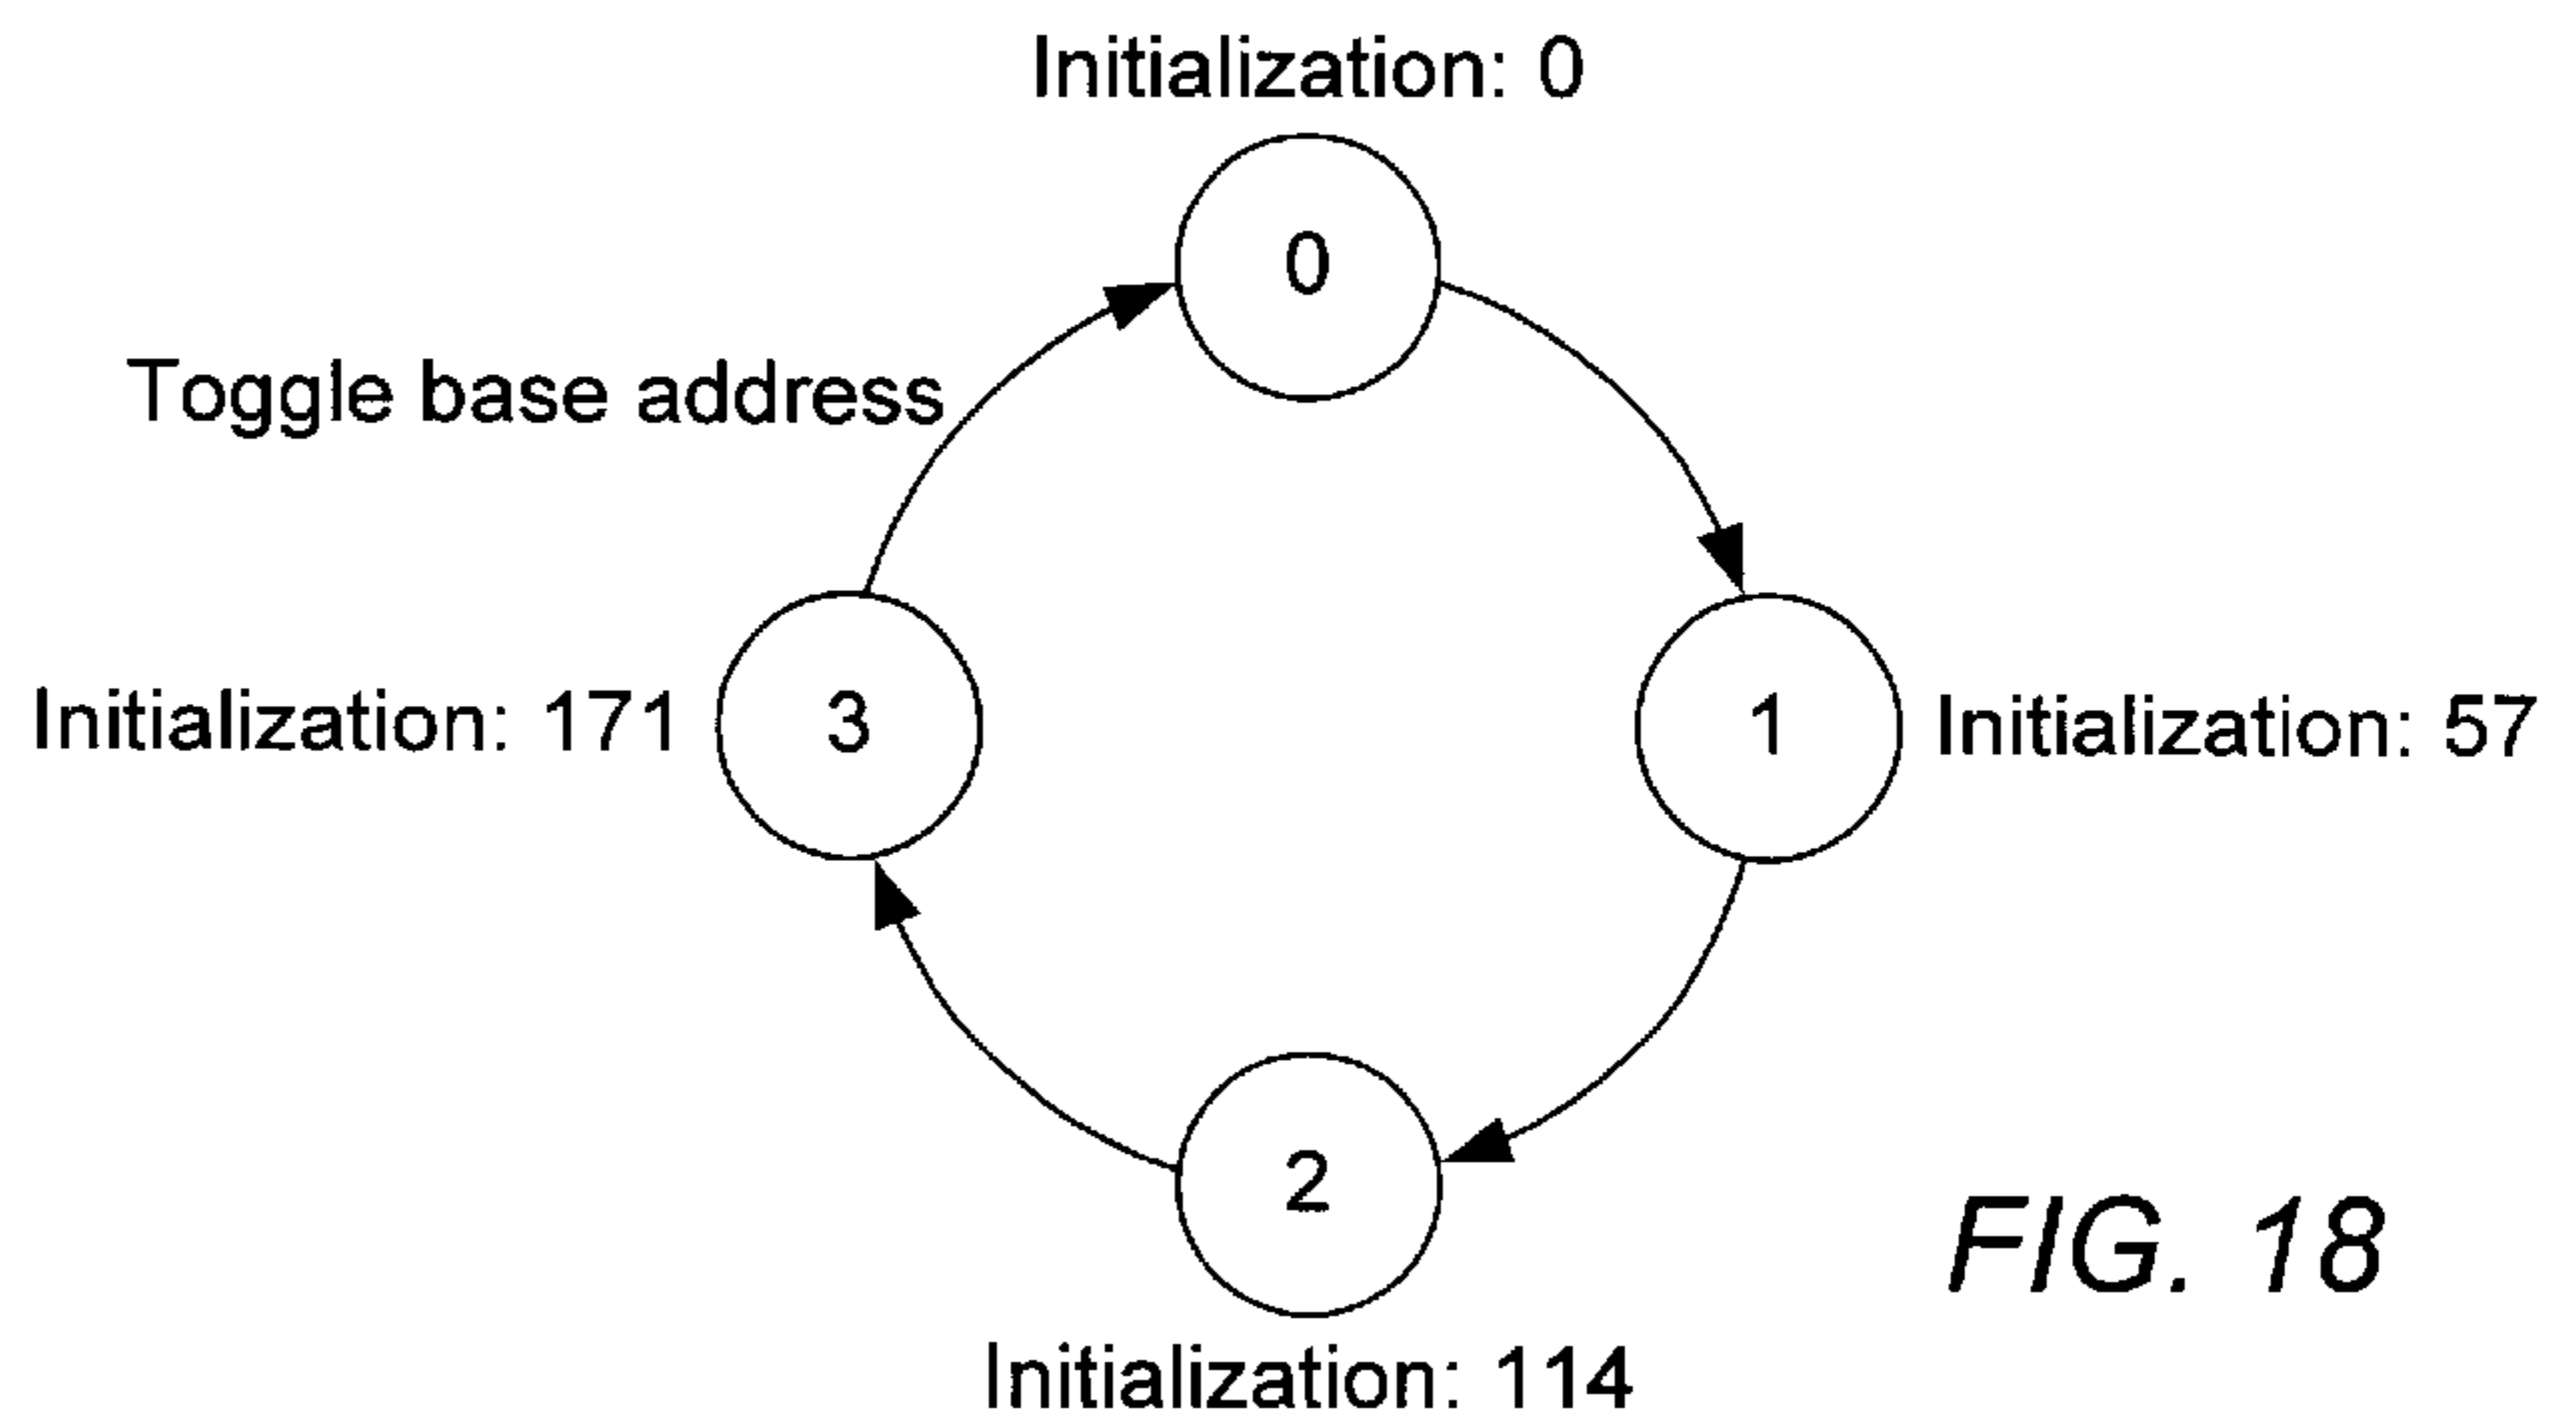 Initialization: 0
0
Toggle base address
Initialization: 171
3
1
Initialization: 57
2
FIG. 18
Initialization: 114